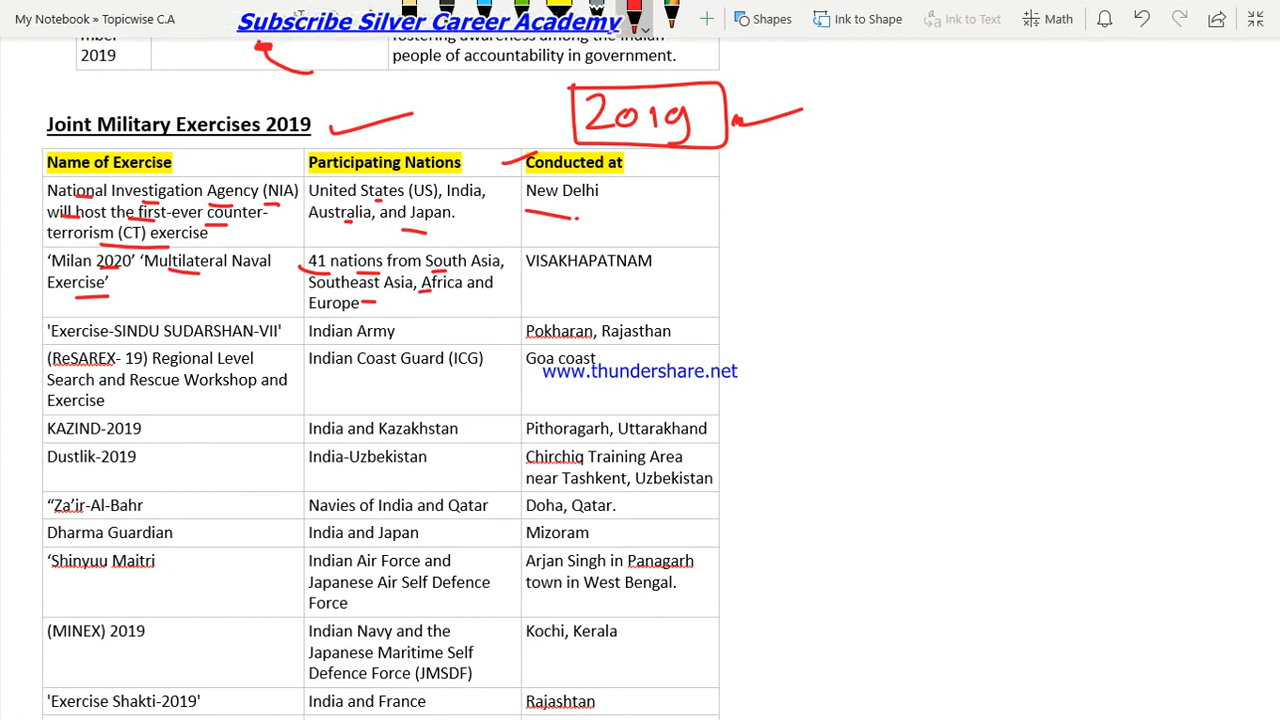 My Notebook » Topicwise C.A
Subscribe Silver Career Academy
Shapes
Ink to Shape
Ink to Text
Math
mber
2019
fostering awareness among the Indian
people of accountability in government.
2019
Joint Military Exercises 2019
Name of Exercise
Participating Nations
Conducted at
National Investigation Agency (NIA)
will host the first-ever counter-
terrorism (CT) exercise
United States (US), India,
Australia, and Japan.
New Delhi
‘Milan 2020’ ‘Multilateral Naval
Exercise’
41 nations from South Asia,
Southeast Asia, Africa and
Europe
VISAKHAPATNAM
'Exercise-SINDU SUDARSHAN-VII'
Indian Army
Pokharan, Rajasthan
(ReSAREX- 19) Regional Level
Search and Rescue Workshop and
Exercise
Indian Coast Guard (ICG)
Goa coast
www.thundershare.net
KAZIND-2019
India and Kazakhstan
Pithoragarh, Uttarakhand
Dustlik-2019
India-Uzbekistan
Chirchiq Training Area
near Tashkent, Uzbekistan
“Za’ir-Al-Bahr
Navies of India and Qatar
Doha, Qatar.
Dharma Guardian
India and Japan
Mizoram
‘Shinyuu Maitri
Indian Air Force and
Japanese Air Self Defence
Force
Arjan Singh in Panagarh
town in West Bengal.
(MINEX) 2019
Indian Navy and the
Japanese Maritime Self
Defence Force (JMSDF)
Kochi, Kerala
'Exercise Shakti-2019'
India and France
Rajashtan